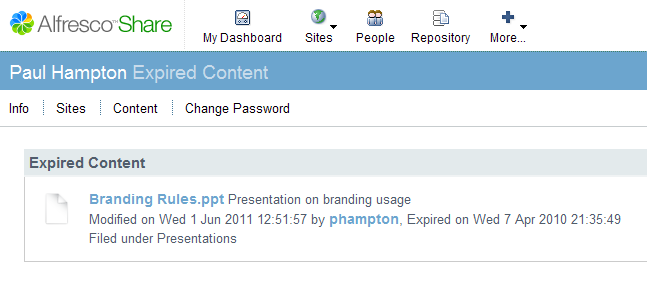 Alfresco™ Share
My Dashboard Sites People Repository More...
Paul Hampton Expired Content
Info Sites Content Change Password
Expired Content
Branding Rules.ppt Presentation on branding usage
Modified on Wed 1 Jun 2011 12:51:57 by phampton, Expired on Wed 7 Apr 2010 21:35:49
Filed under Presentations